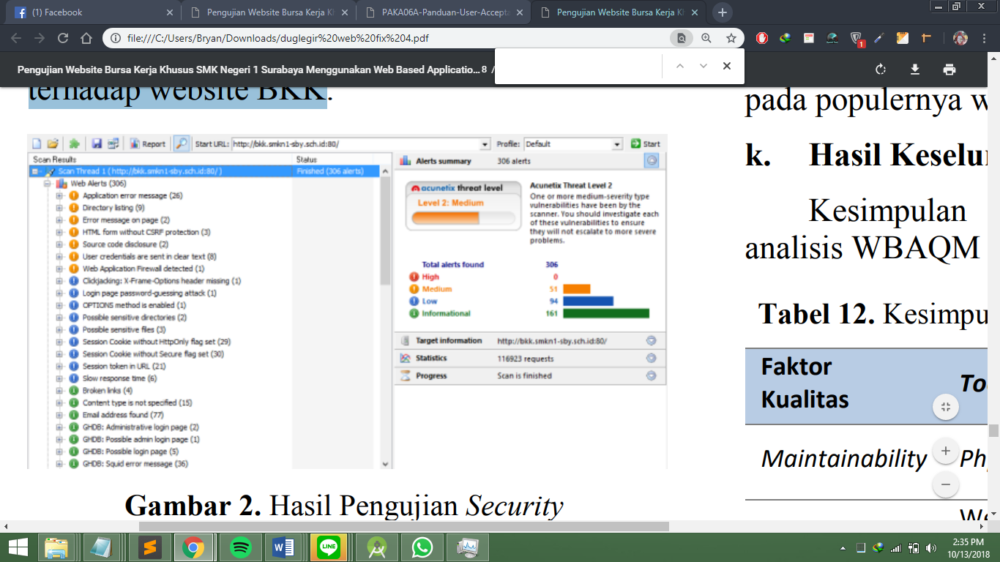 (1) Facebook
Pengujian Website Bursa Kerja Kh
PAKA06A-Panduan-User-Accepta
Pengujian Website Bursa Kerja Kh
file:///C:/Users/Bryan/Downloads/duglegir%20web%20fix%204.pdf
1
Pengujian Website Bursa Kerja Khusus SMK Negeri 1 Surabaya Menggunakan Web Based Applicatio... 8 /
terhadap website BKK.
Report
Start URL: http://bkk.smkn1-sby.sch.id:80/
Profile: Default
Start
Scan Results
Status
Scan Thread 1 ( http://bkk.smkn1-sby.sch.id:80/ )
Finished (306 alerts)
Web Alerts (306)
Application error message (26)
Directory listing (9)
Error message on page (2)
HTML form without CSRF protection (3)
Source code disclosure (2)
User credentials are sent in clear text (8)
Web Application Firewall detected (1)
Clickjacking: X-Frame-Options header missing (1)
Login page password-guessing attack (1)
OPTIONS method is enabled (1)
Possible sensitive directories (2)
Possible sensitive files (3)
Session Cookie without HttpOnly flag set (29)
Session Cookie without Secure flag set (30)
Session token in URL (21)
Slow response time (6)
Broken links (4)
Content type is not specified (15)
Email address found (77)
GHDB: Administrative login page (2)
GHDB: Possible admin login page (1)
GHDB: Possible login page (5)
GHDB: Squid error message (36)
Alerts summary 306 alerts
acunetix threat level
Level 2: Medium
Acunetix Threat Level 2
One or more medium-severity type
vulnerabilities have been by the
scanner. You should investigate each
of these vulnerabilities to ensure
they will not escalate to more severe
problems.
Total alerts found 306
High 0
Medium 51
Low 94
Informational 161
Target information http://bkk.smkn1-sby.sch.id:80/
Statistics 116923 requests
Progress Scan is finished
Gambar 2. Hasil Pengujian Security
pada populernya w
k. Hasil Keselu
Kesimpulan
analisis WBAQM
Tabel 12. Kesimpu
Faktor
Kualitas
To
Maintainability Ph
We
LINE
2:35 PM
10/13/2018